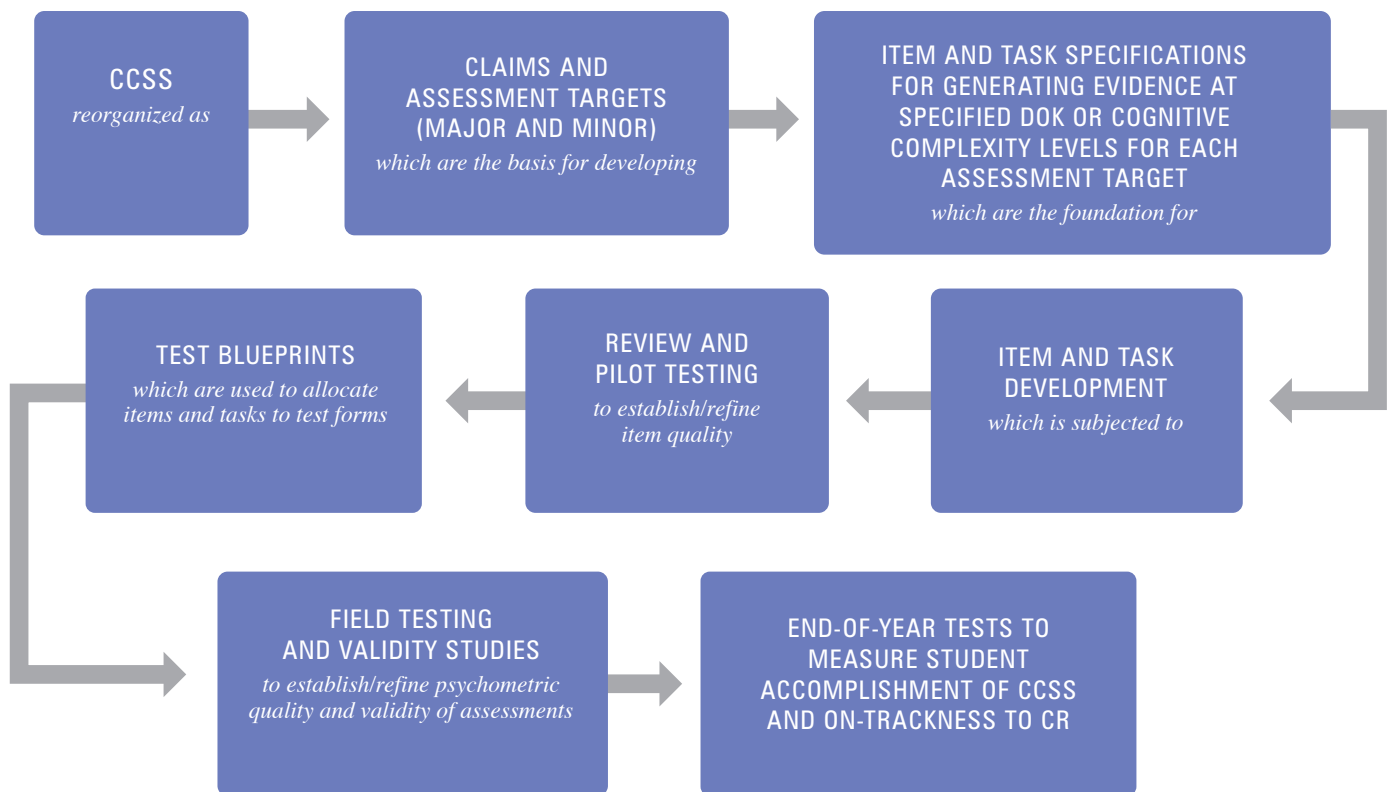 CCSS
reorganized as
CLAIMS AND
ASSESSMENT TARGETS
(MAJOR AND MINOR)
which are the basis for developing
ITEM AND TASK SPECIFICATIONS
FOR GENERATING EVIDENCE AT
SPECIFIED DOK OR COGNITIVE
COMPLEXITY LEVELS FOR EACH
ASSESSMENT TARGET
which are the foundation for
ITEM AND TASK
DEVELOPMENT
which is subjected to
REVIEW AND
PILOT TESTING
to establish/refine
item quality
TEST BLUEPRINTS
which are used to allocate
items and tasks to test forms
FIELD TESTING
AND VALIDITY STUDIES
to establish/refine psychometric
quality and validity of assessments
END-OF-YEAR TESTS TO
MEASURE STUDENT
ACCOMPLISHMENT OF CCSS
AND ON-TRACKNESS TO CR